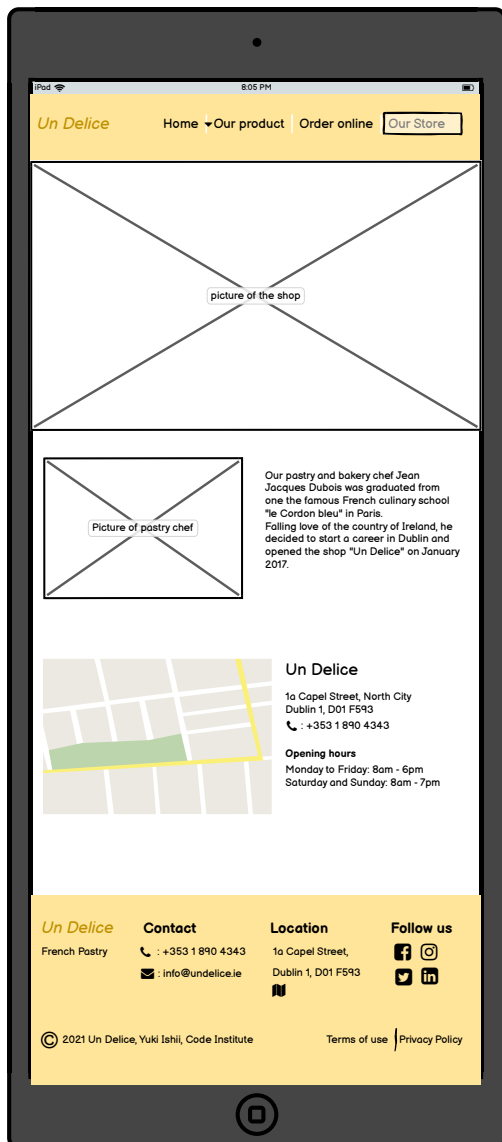 iPad
8:05 PM
Un Delice
Home Our product Order online Our Store
picture of the shop
Picture of pastry chef
Our pastry and bakery chef Jean
Jacques Dubois was graduated from
one the famous French culinary school
"le Cordon bleu" in Paris.
Falling love of the country of Ireland, he
decided to start a career in Dublin and
opened the shop "Un Delice" on January
2017.
Un Delice
1a Capel Street, North City
Dublin 1, D01 F593
: +353 1 890 4343
Opening hours
Monday to Friday: 8am - 6pm
Saturday and Sunday: 8am - 7pm
Un Delice
French Pastry
Contact
: +353 1 890 4343
: info@undelice.ie
Location
1a Capel Street,
Dublin 1, D01 F593
Follow us
© 2021 Un Delice, Yuki Ishii, Code Institute
Terms of use Privacy Policy